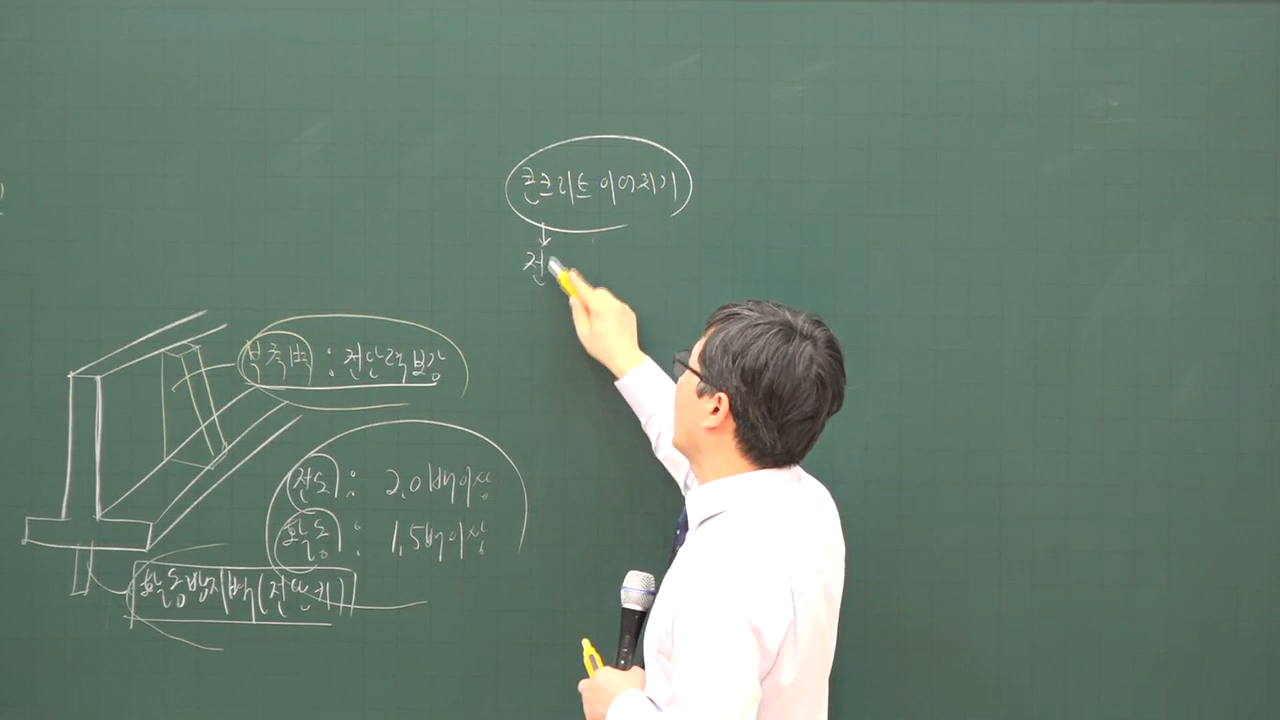 콘크리트 이어치기
전
부축벽 : 전단력 보강
전도 : 2.0배이상
활동 : 1.5배이상
활동방지벽(전단키)